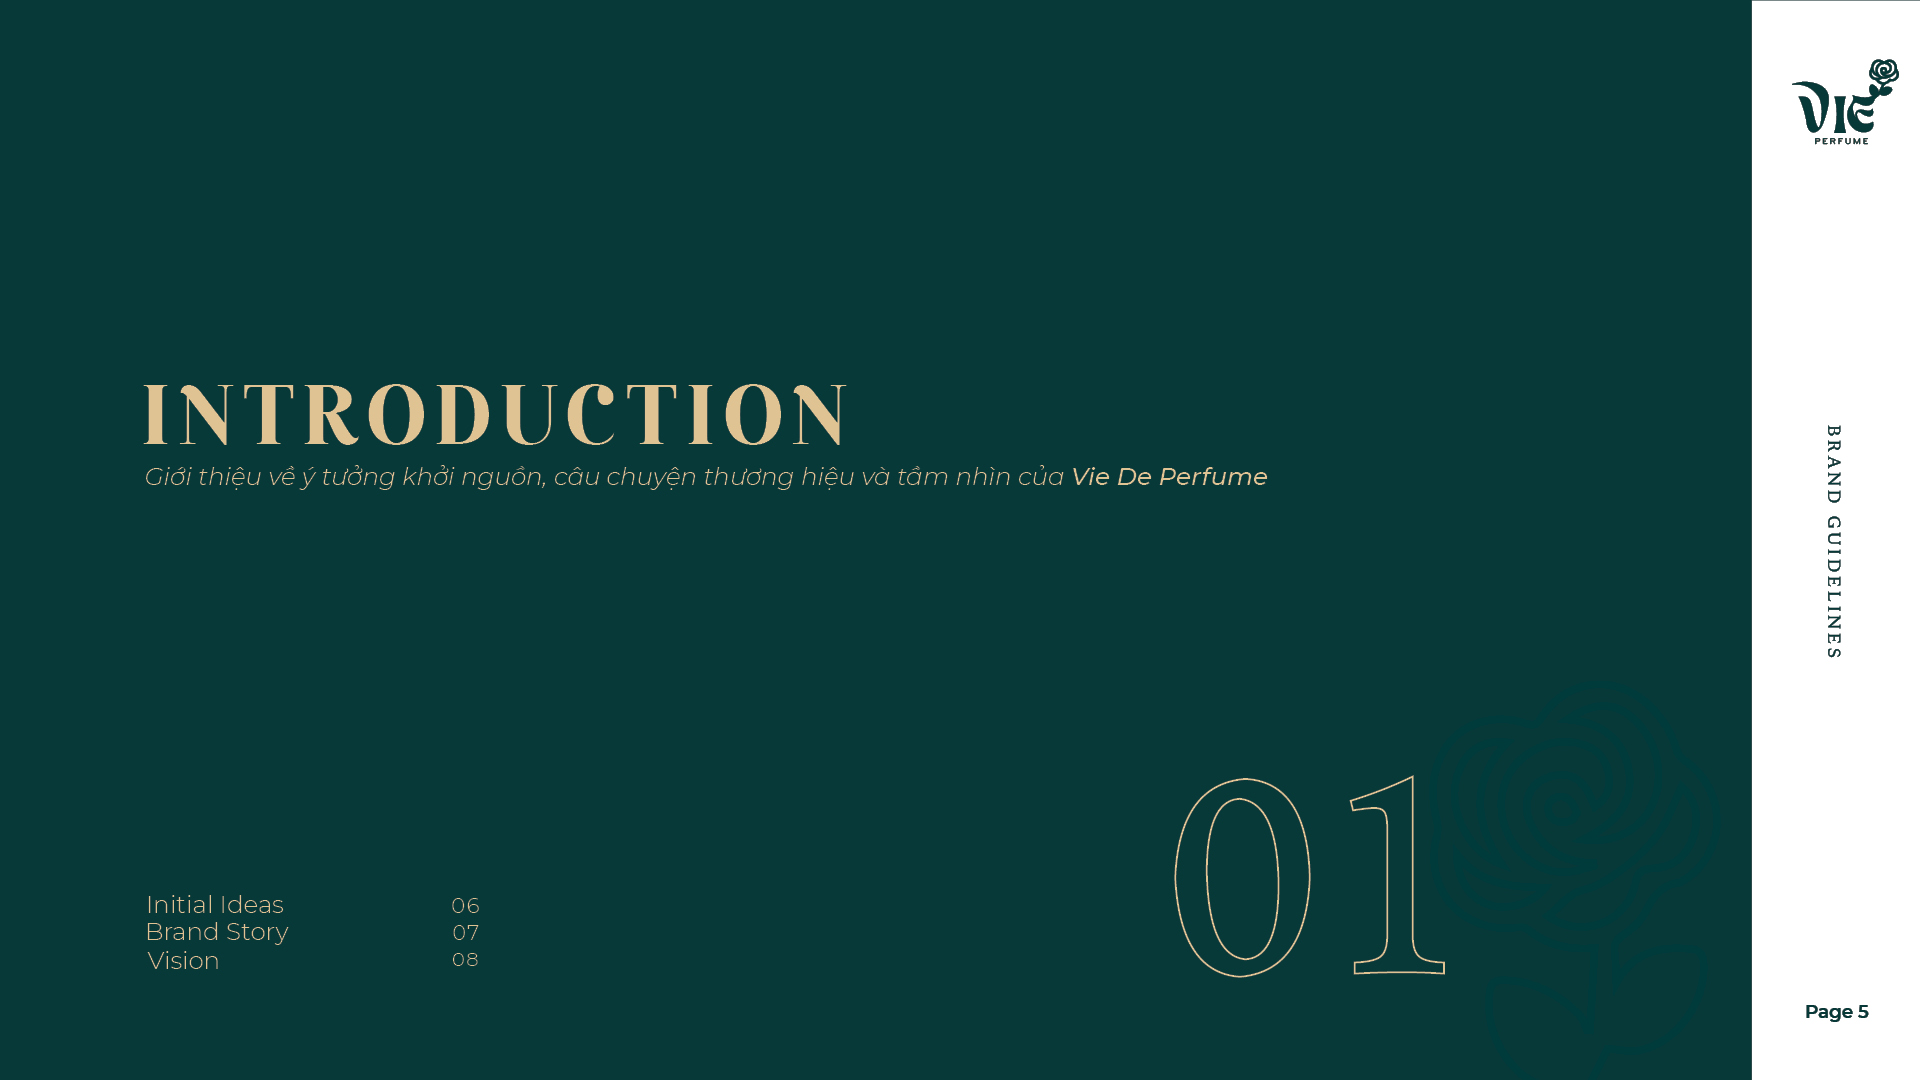 VIE
PERFUME
INTRODUCTION
Giới thiệu về ý tưởng khởi nguồn, câu chuyện thương hiệu và tầm nhìn của Vie De Perfume
BRAND GUIDELINES
01
Initial Ideas 06
Brand Story 07
Vision 08
Page 5